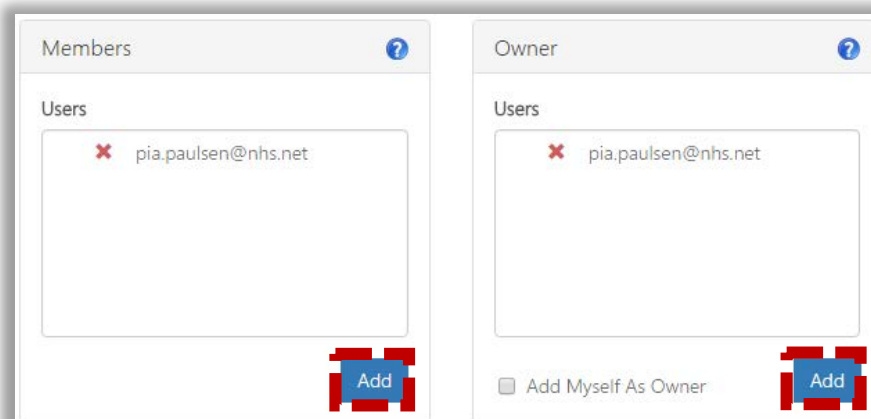 Members ?
Users
pia.paulsen@nhs.net
Add
Owner ?
Users
pia.paulsen@nhs.net
Add Myself As Owner
Add